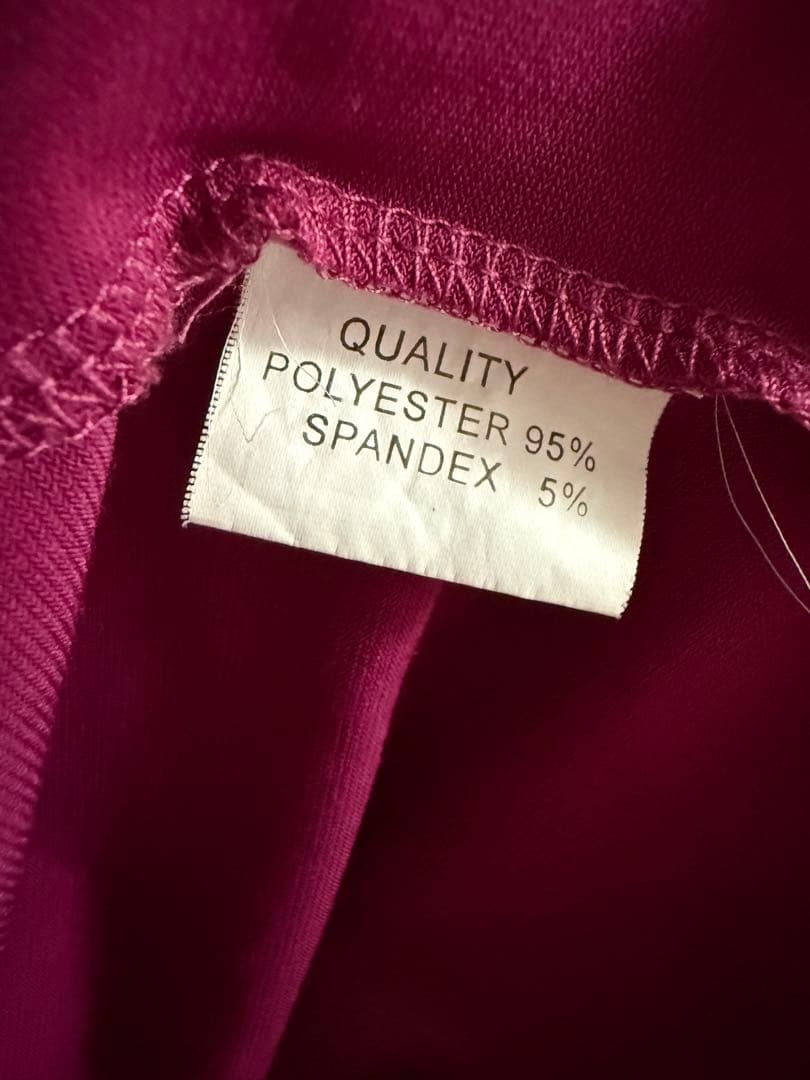 QUALITY
POLYESTER 95%
SPANDEX 5%